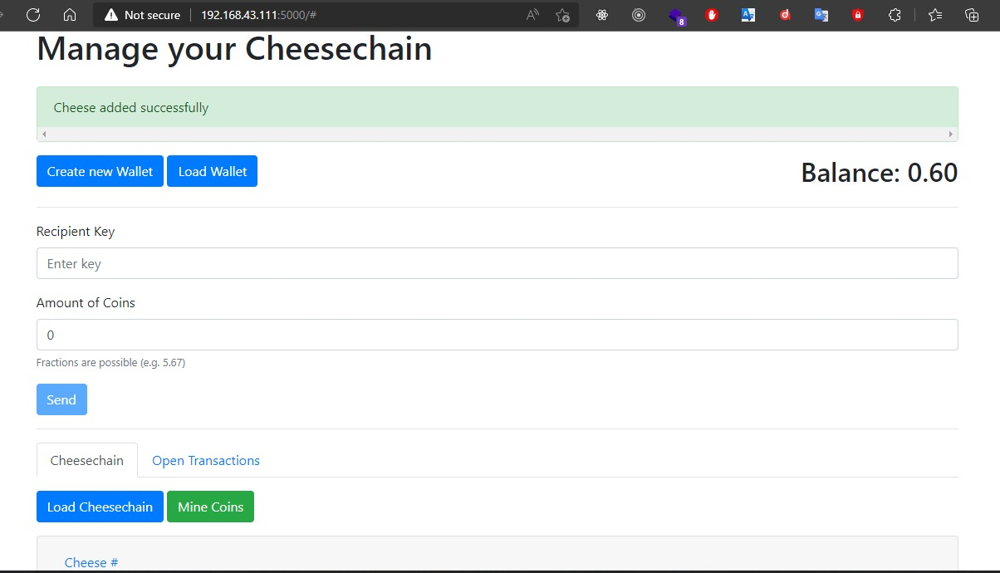 Not secure
192.168.43.111:5000/#
8
Manage your Cheesechain
Cheese added successfully
Create new Wallet
Load Wallet
Balance: 0.60
Recipient Key
Enter key
Amount of Coins
0
Fractions are possible (e.g. 5.67)
Send
Cheesechain
Open Transactions
Load Cheesechain
Mine Coins
Cheese #